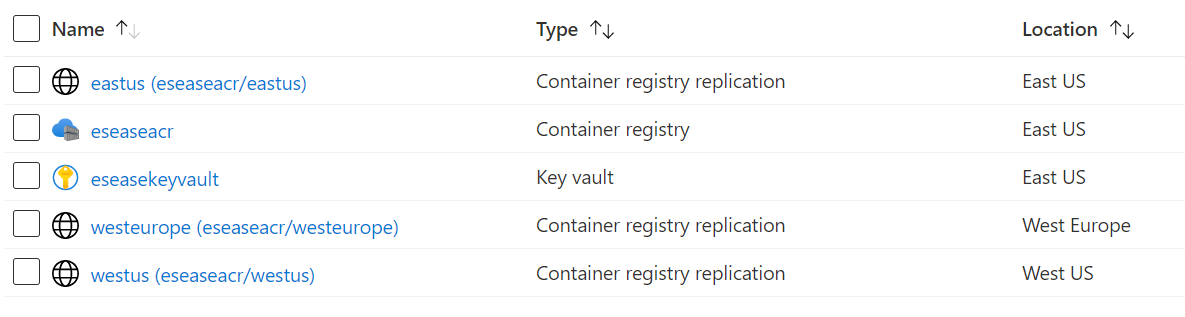 Name Type Location
eastus (eseaseacr/eastus) Container registry replication East US
eseaseacr Container registry East US
eseasekeyvault Key vault East US
westeurope (eseaseacr/westeurope) Container registry replication West Europe
westus (eseaseacr/westus) Container registry replication West US